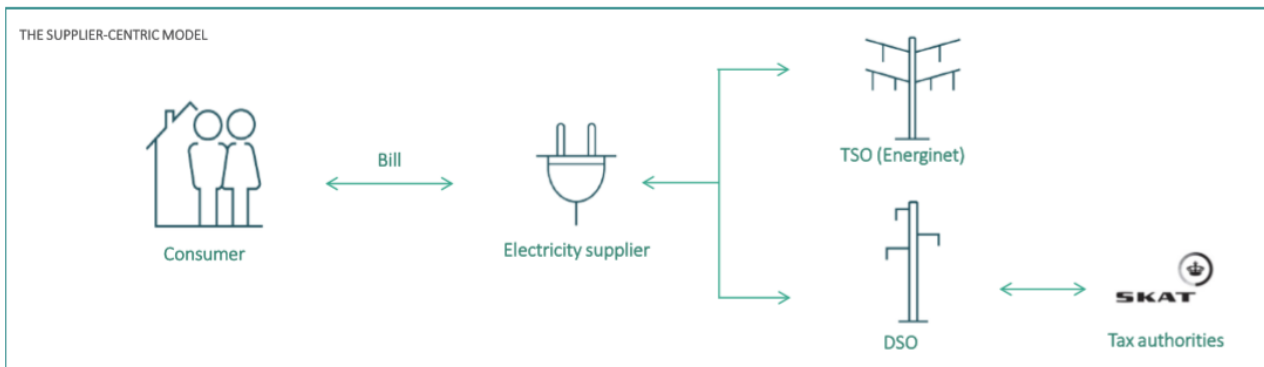 THE SUPPLIER-CENTRIC MODEL
TSO (Energinet)
Bill
Consumer
Electricity supplier
SKAT
DSO
Tax authorities